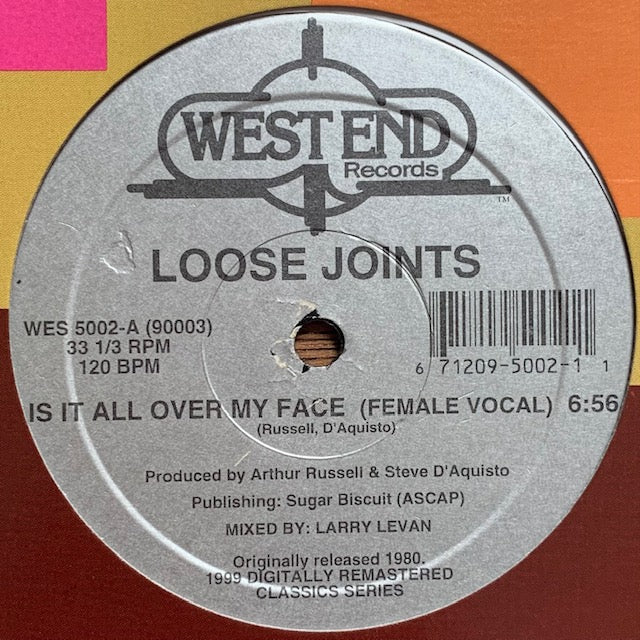 WEST END
Records
TM
LOOSE JOINTS
WES 5002-A (90003)
33 1/3 RPM
120 BPM
6 71209-5002-1 1
IS IT ALL OVER MY FACE (FEMALE VOCAL) 6:56
(Russell, D'Aquisto)
Produced by Arthur Russell & Steve D'Aquisto
Publishing: Sugar Biscuit (ASCAP)
MIXED BY: LARRY LEVAN
Originally released 1980.
1999 DIGITALLY REMASTERED
CLASSICS SERIES